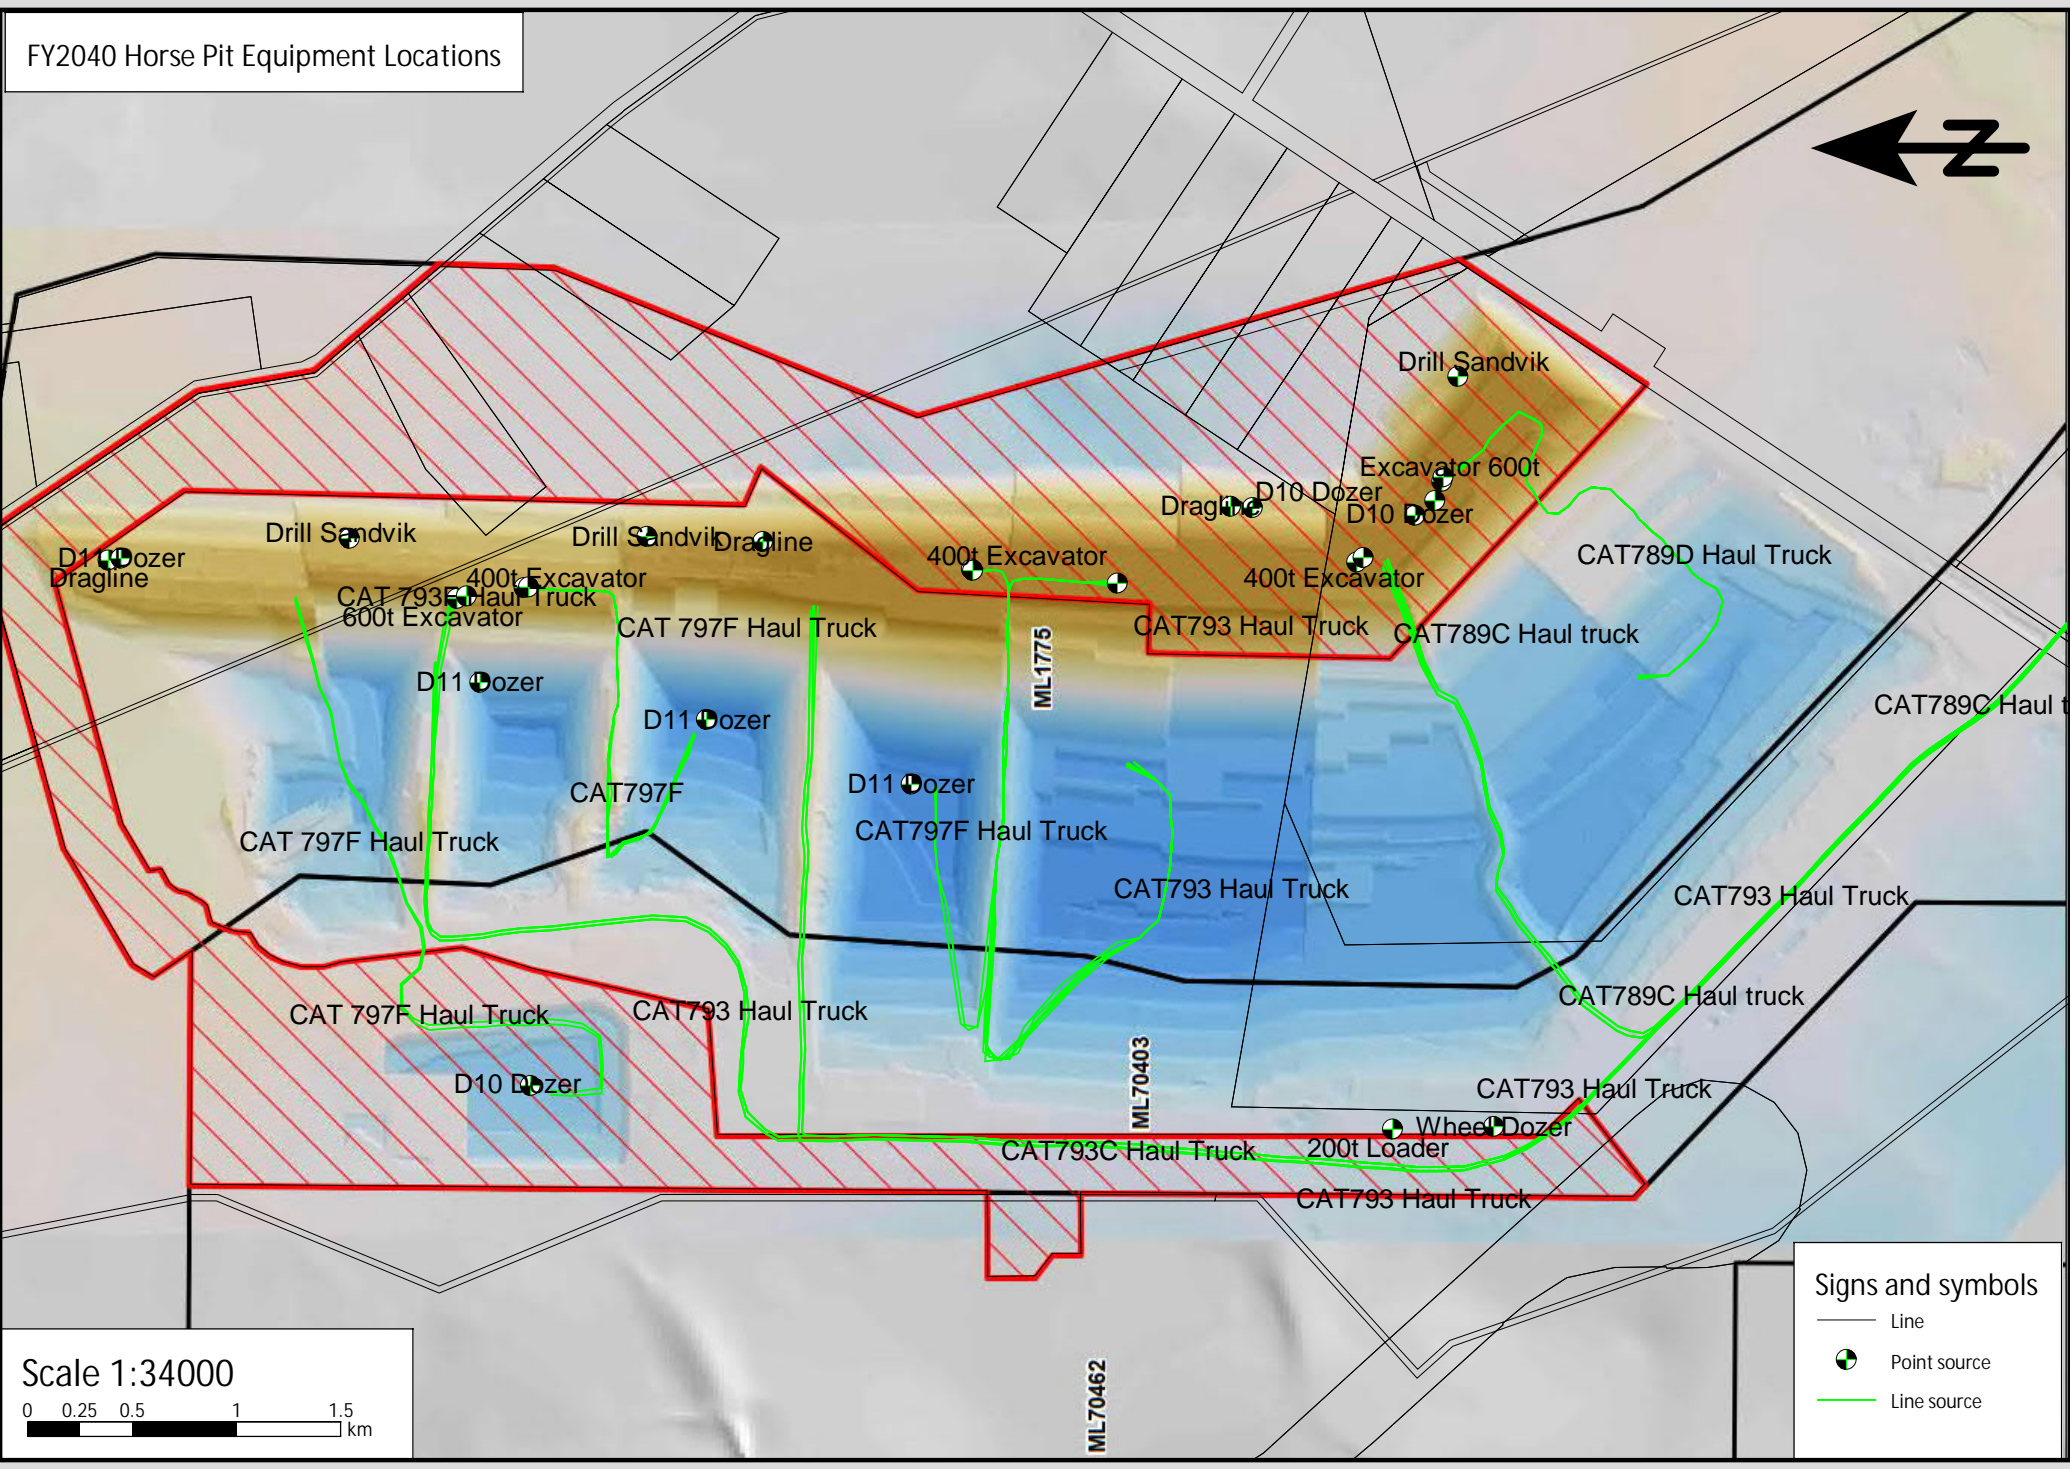 FY2040 Horse Pit Equipment Locations
Z
Drill Sandvik
Excavator 600t
D10 Dozer
Dragline
D10 Dozer
Drill Sandvik
Drill Sandvik
Dragline
D11 Dozer
Dragline
400t Excavator
400t Excavator
CAT789D Haul Truck
400t Excavator
CAT 793F Haul Truck
600t Excavator
CAT 797F Haul Truck
CAT793 Haul Truck
CAT789C Haul truck
ML1775
D11 Dozer
D11 Dozer
CAT789C Haul t
D11 Dozer
CAT797F
CAT797F Haul Truck
CAT 797F Haul Truck
CAT793 Haul Truck
CAT793 Haul Truck
CAT789C Haul truck
CAT 797F Haul Truck
CAT793 Haul Truck
ML70403
D10 Dozer
CAT793 Haul Truck
Wheel Dozer
200t Loader
CAT793C Haul Truck
CAT793 Haul Truck
ML70462
Scale 1:34000
0 0.25 0.5 1 1.5
km
Signs and symbols
Line
Point source
Line source